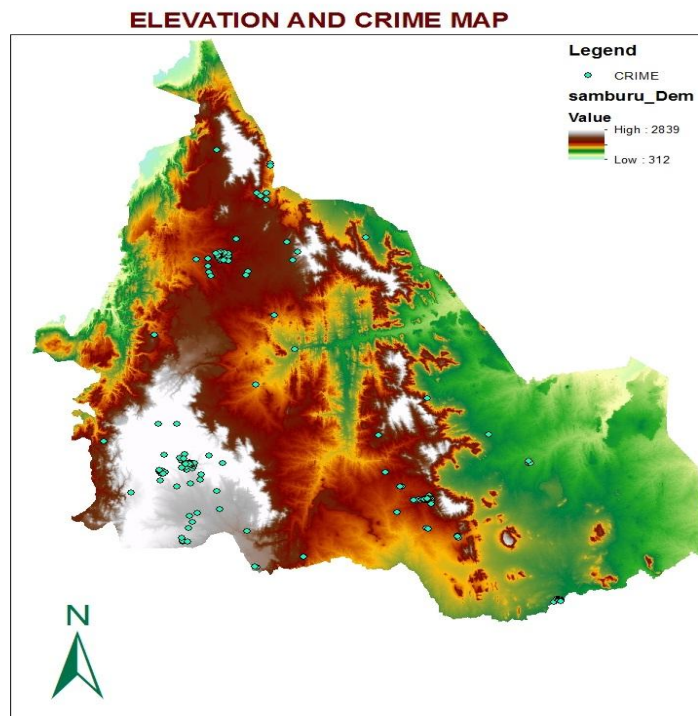 ELEVATION AND CRIME MAP
Legend
CRIME
samburu_Dem
Value
High : 2839
Low : 312
N